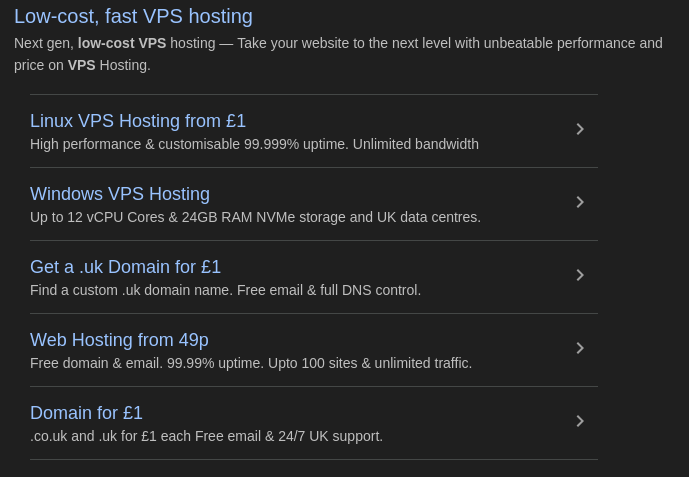 Low-cost, fast VPS hosting
Next gen, low-cost VPS hosting — Take your website to the next level with unbeatable performance and
price on VPS Hosting.
Linux VPS Hosting from £1
High performance & customisable 99.999% uptime. Unlimited bandwidth
Windows VPS Hosting
Up to 12 vCPU Cores & 24GB RAM NVMe storage and UK data centres.
Get a .uk Domain for £1
Find a custom .uk domain name. Free email & full DNS control.
Web Hosting from 49p
Free domain & email. 99.99% uptime. Upto 100 sites & unlimited traffic.
Domain for £1
.co.uk and .uk for £1 each Free email & 24/7 UK support.